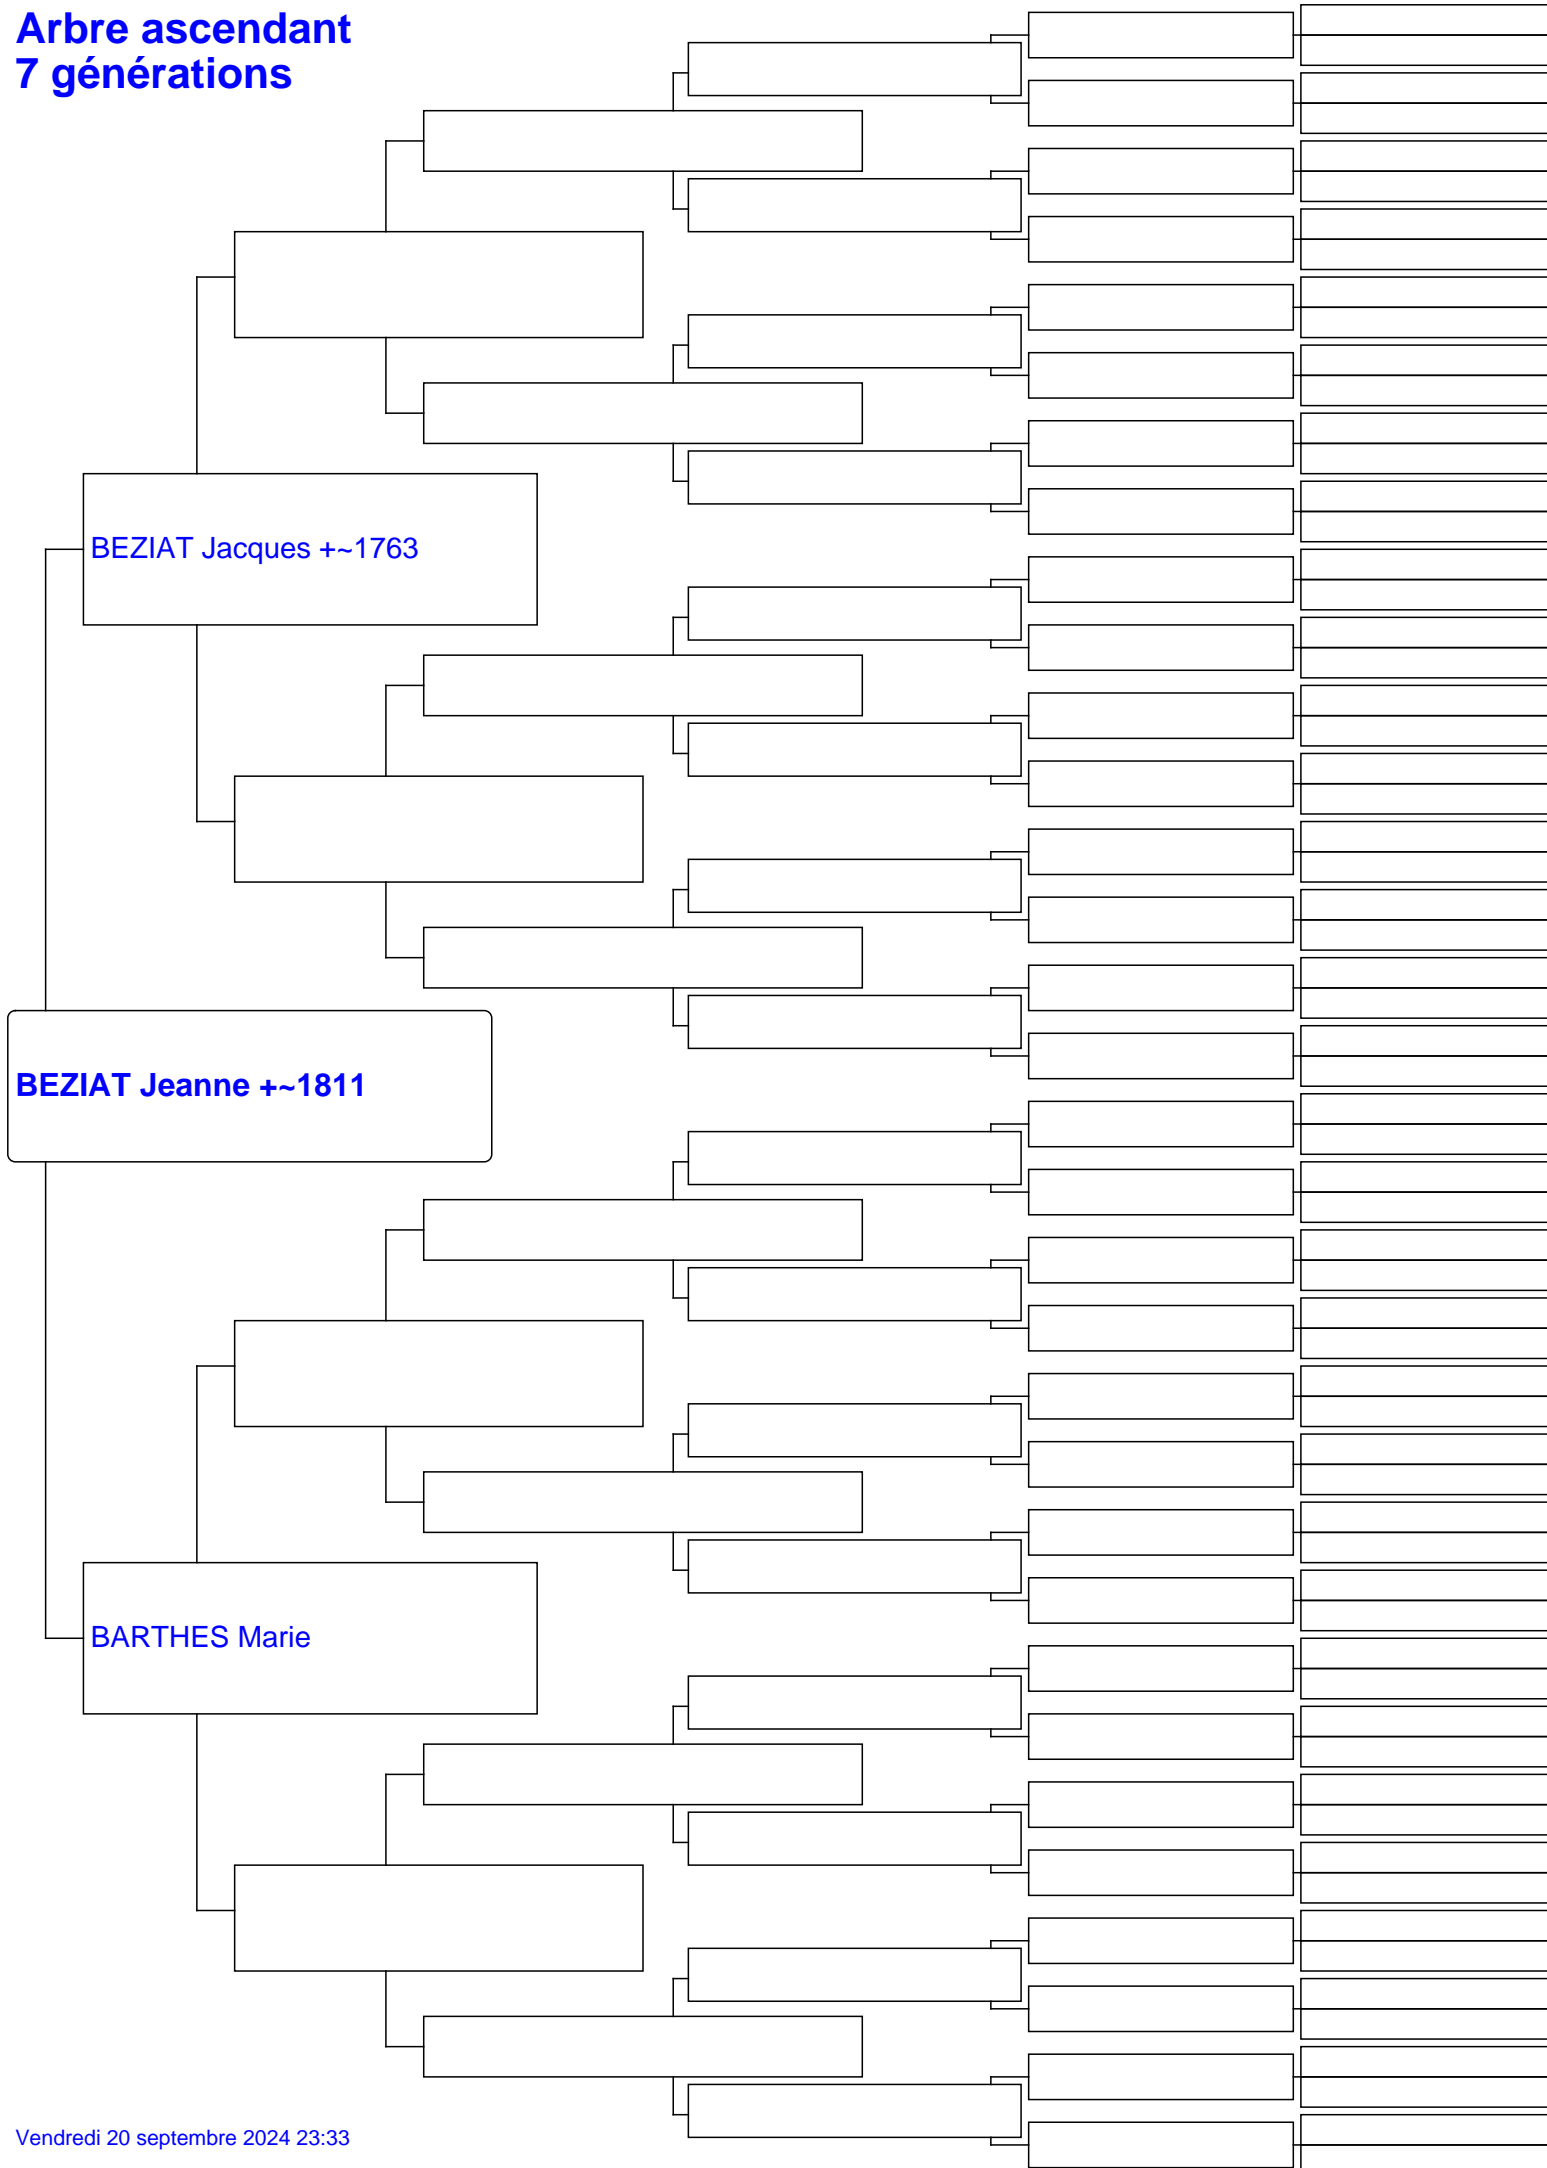 Arbre ascendant
7 générations
BEZIAT Jacques +~1763
BEZIAT Jeanne +~1811
BARTHES Marie
Vendredi 20 septembre 2024 23:33